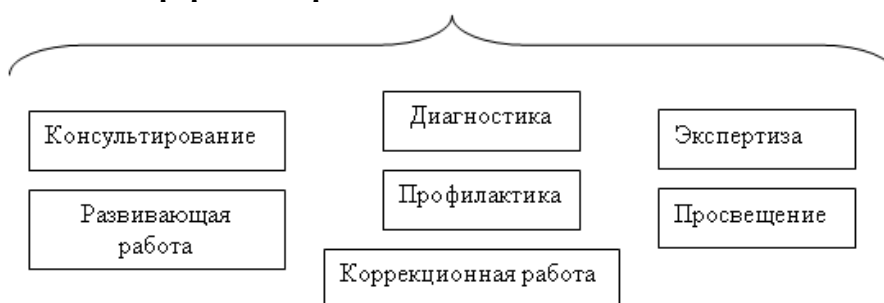 Консультирование
Диагностика
Экспертиза
Развивающая
работа
Профилактика
Просвещение
Коррекционная работа